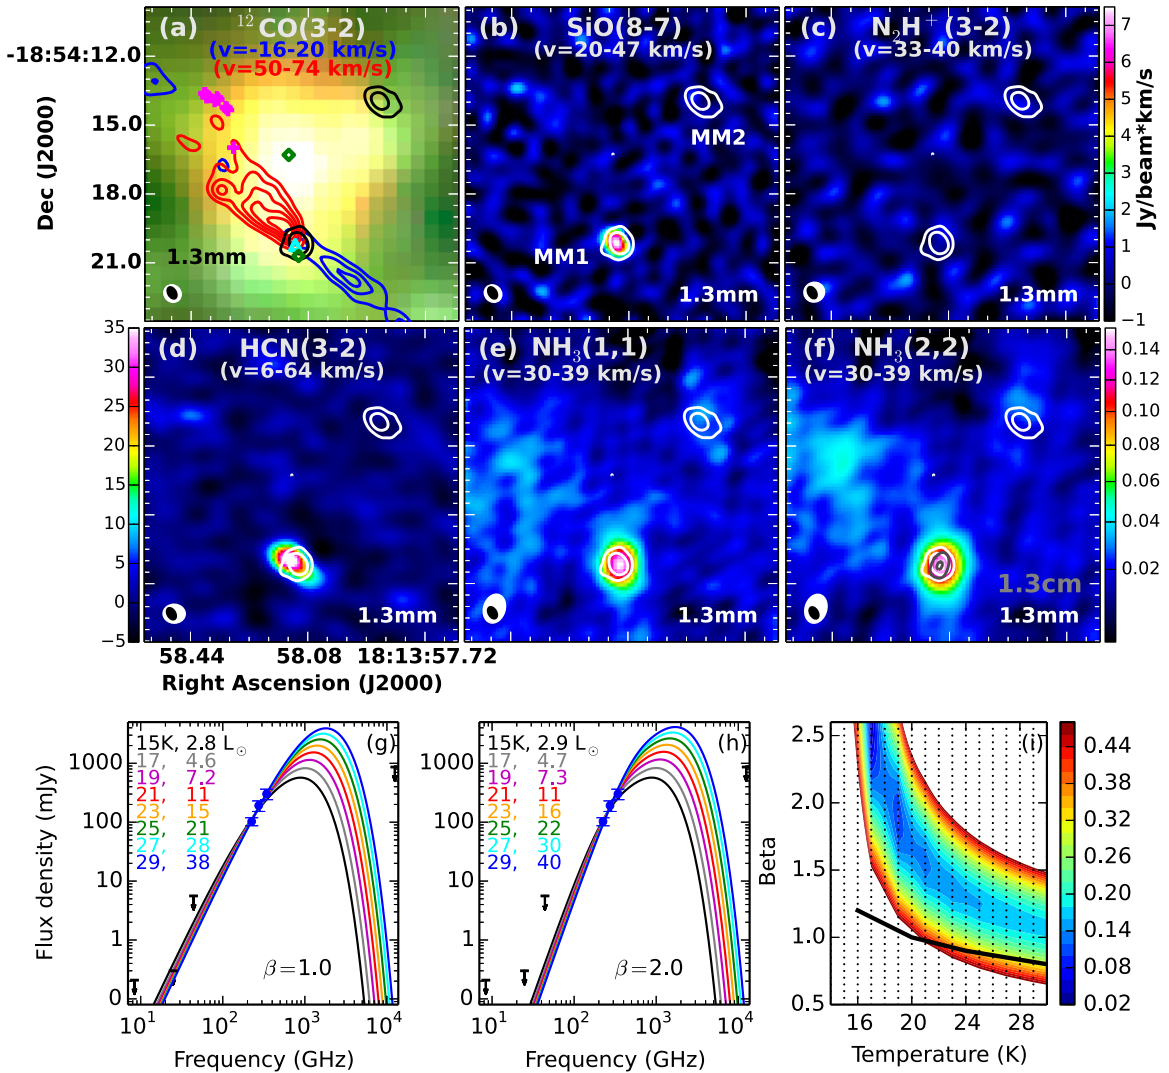 (a) ¹²CO(3-2)
(v=-16-20 km/s)
(v=50-74 km/s)
1.3mm
(b) SiO(8-7)
(v=20-47 km/s)
MM2
MM1
1.3mm
(c) N₂H⁺(3-2)
(v=33-40 km/s)
1.3mm
-18:54:12.0
15.0
18.0
21.0
Dec (J2000)
7
6
5
4
3
2
1
0
−1
Jy/beam*km/s
35
30
25
20
15
10
5
0
−5
(d) HCN(3-2)
(v=6-64 km/s)
1.3mm
(e) NH₃(1,1)
(v=30-39 km/s)
1.3mm
(f) NH₃(2,2)
(v=30-39 km/s)
1.3cm
1.3mm
0.14
0.12
0.10
0.08
0.06
0.04
0.02
58.44 58.08 18:13:57.72
Right Ascension (J2000)
(g)
15K, 2.8 L☉
17, 4.6
19, 7.2
21, 11
23, 15
25, 21
27, 28
29, 38
β=1.0
1000
100
10
1
0
Flux density (mJy)
10¹ 10² 10³ 10⁴
Frequency (GHz)
(h)
15K, 2.9 L☉
17, 4.7
19, 7.3
21, 11
23, 16
25, 22
27, 30
29, 40
β=2.0
1000
100
10
1
0
10¹ 10² 10³ 10⁴
Frequency (GHz)
(i)
2.5
2.0
1.5
1.0
0.5
Beta
16 20 24 28
Temperature (K)
0.44
0.38
0.32
0.26
0.20
0.14
0.08
0.02